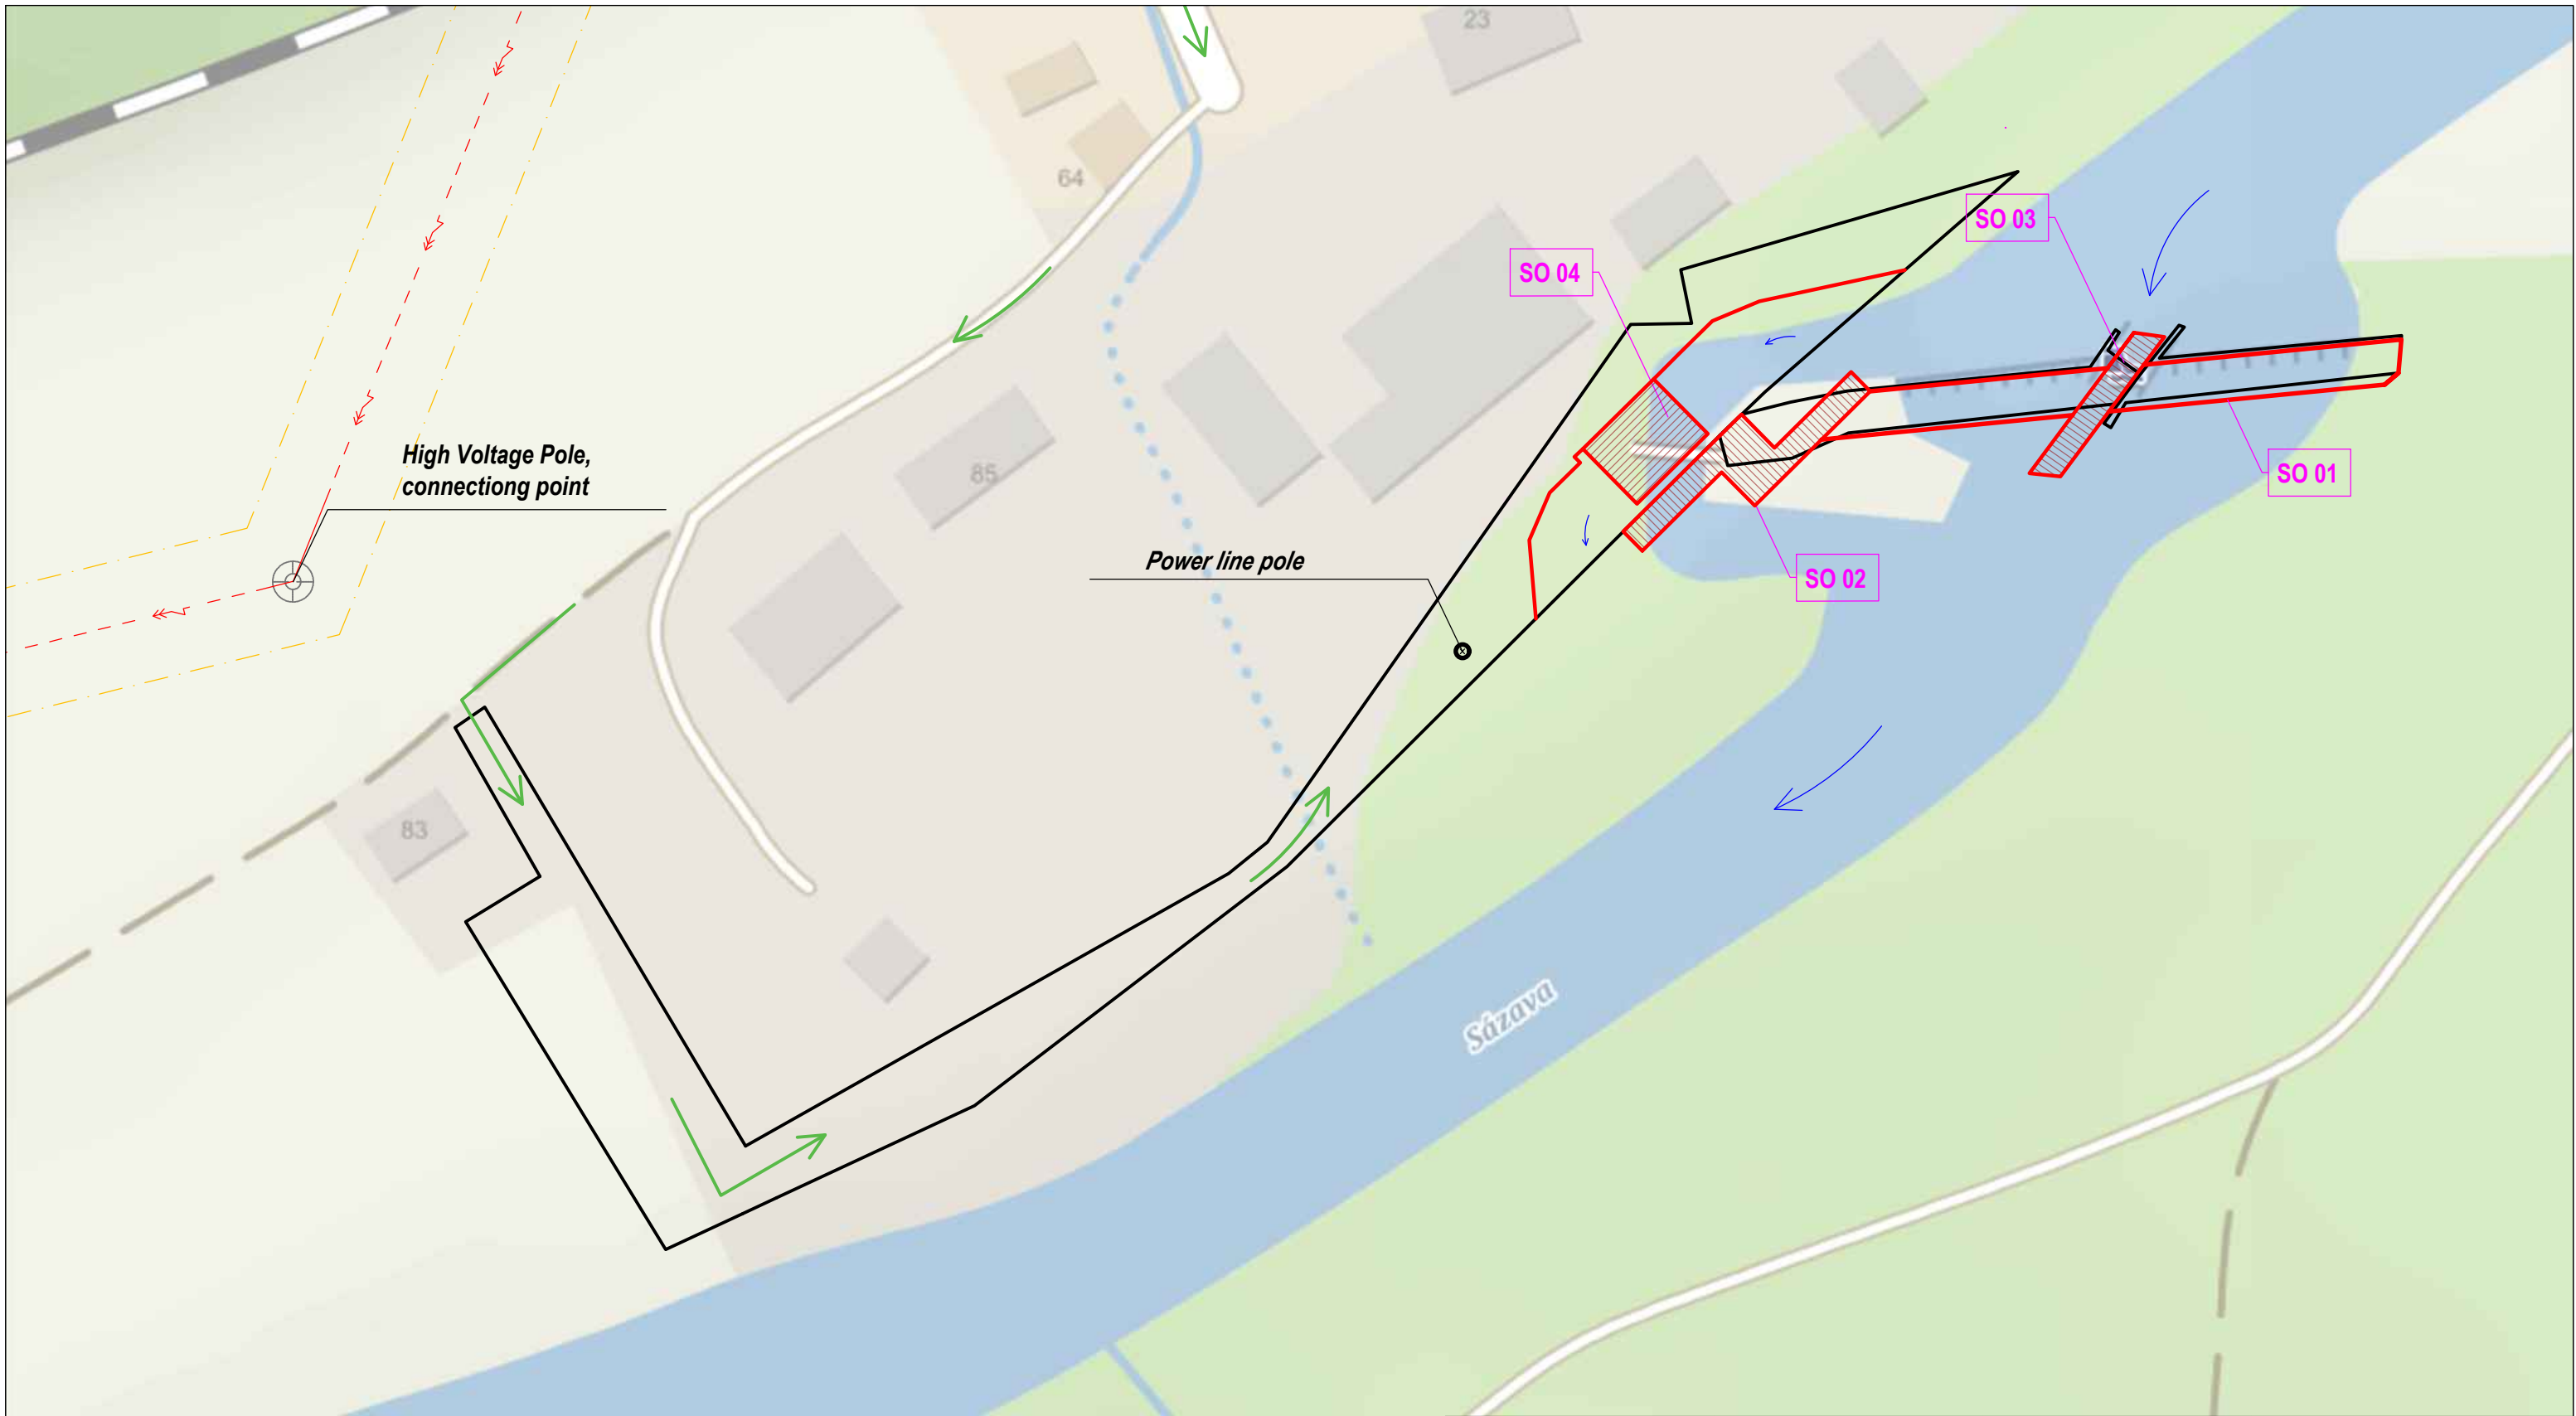 23
64
SO 03
SO 04
High Voltage Pole,
connectiong point
85
SO 01
Power line pole
SO 02
83
Sázava